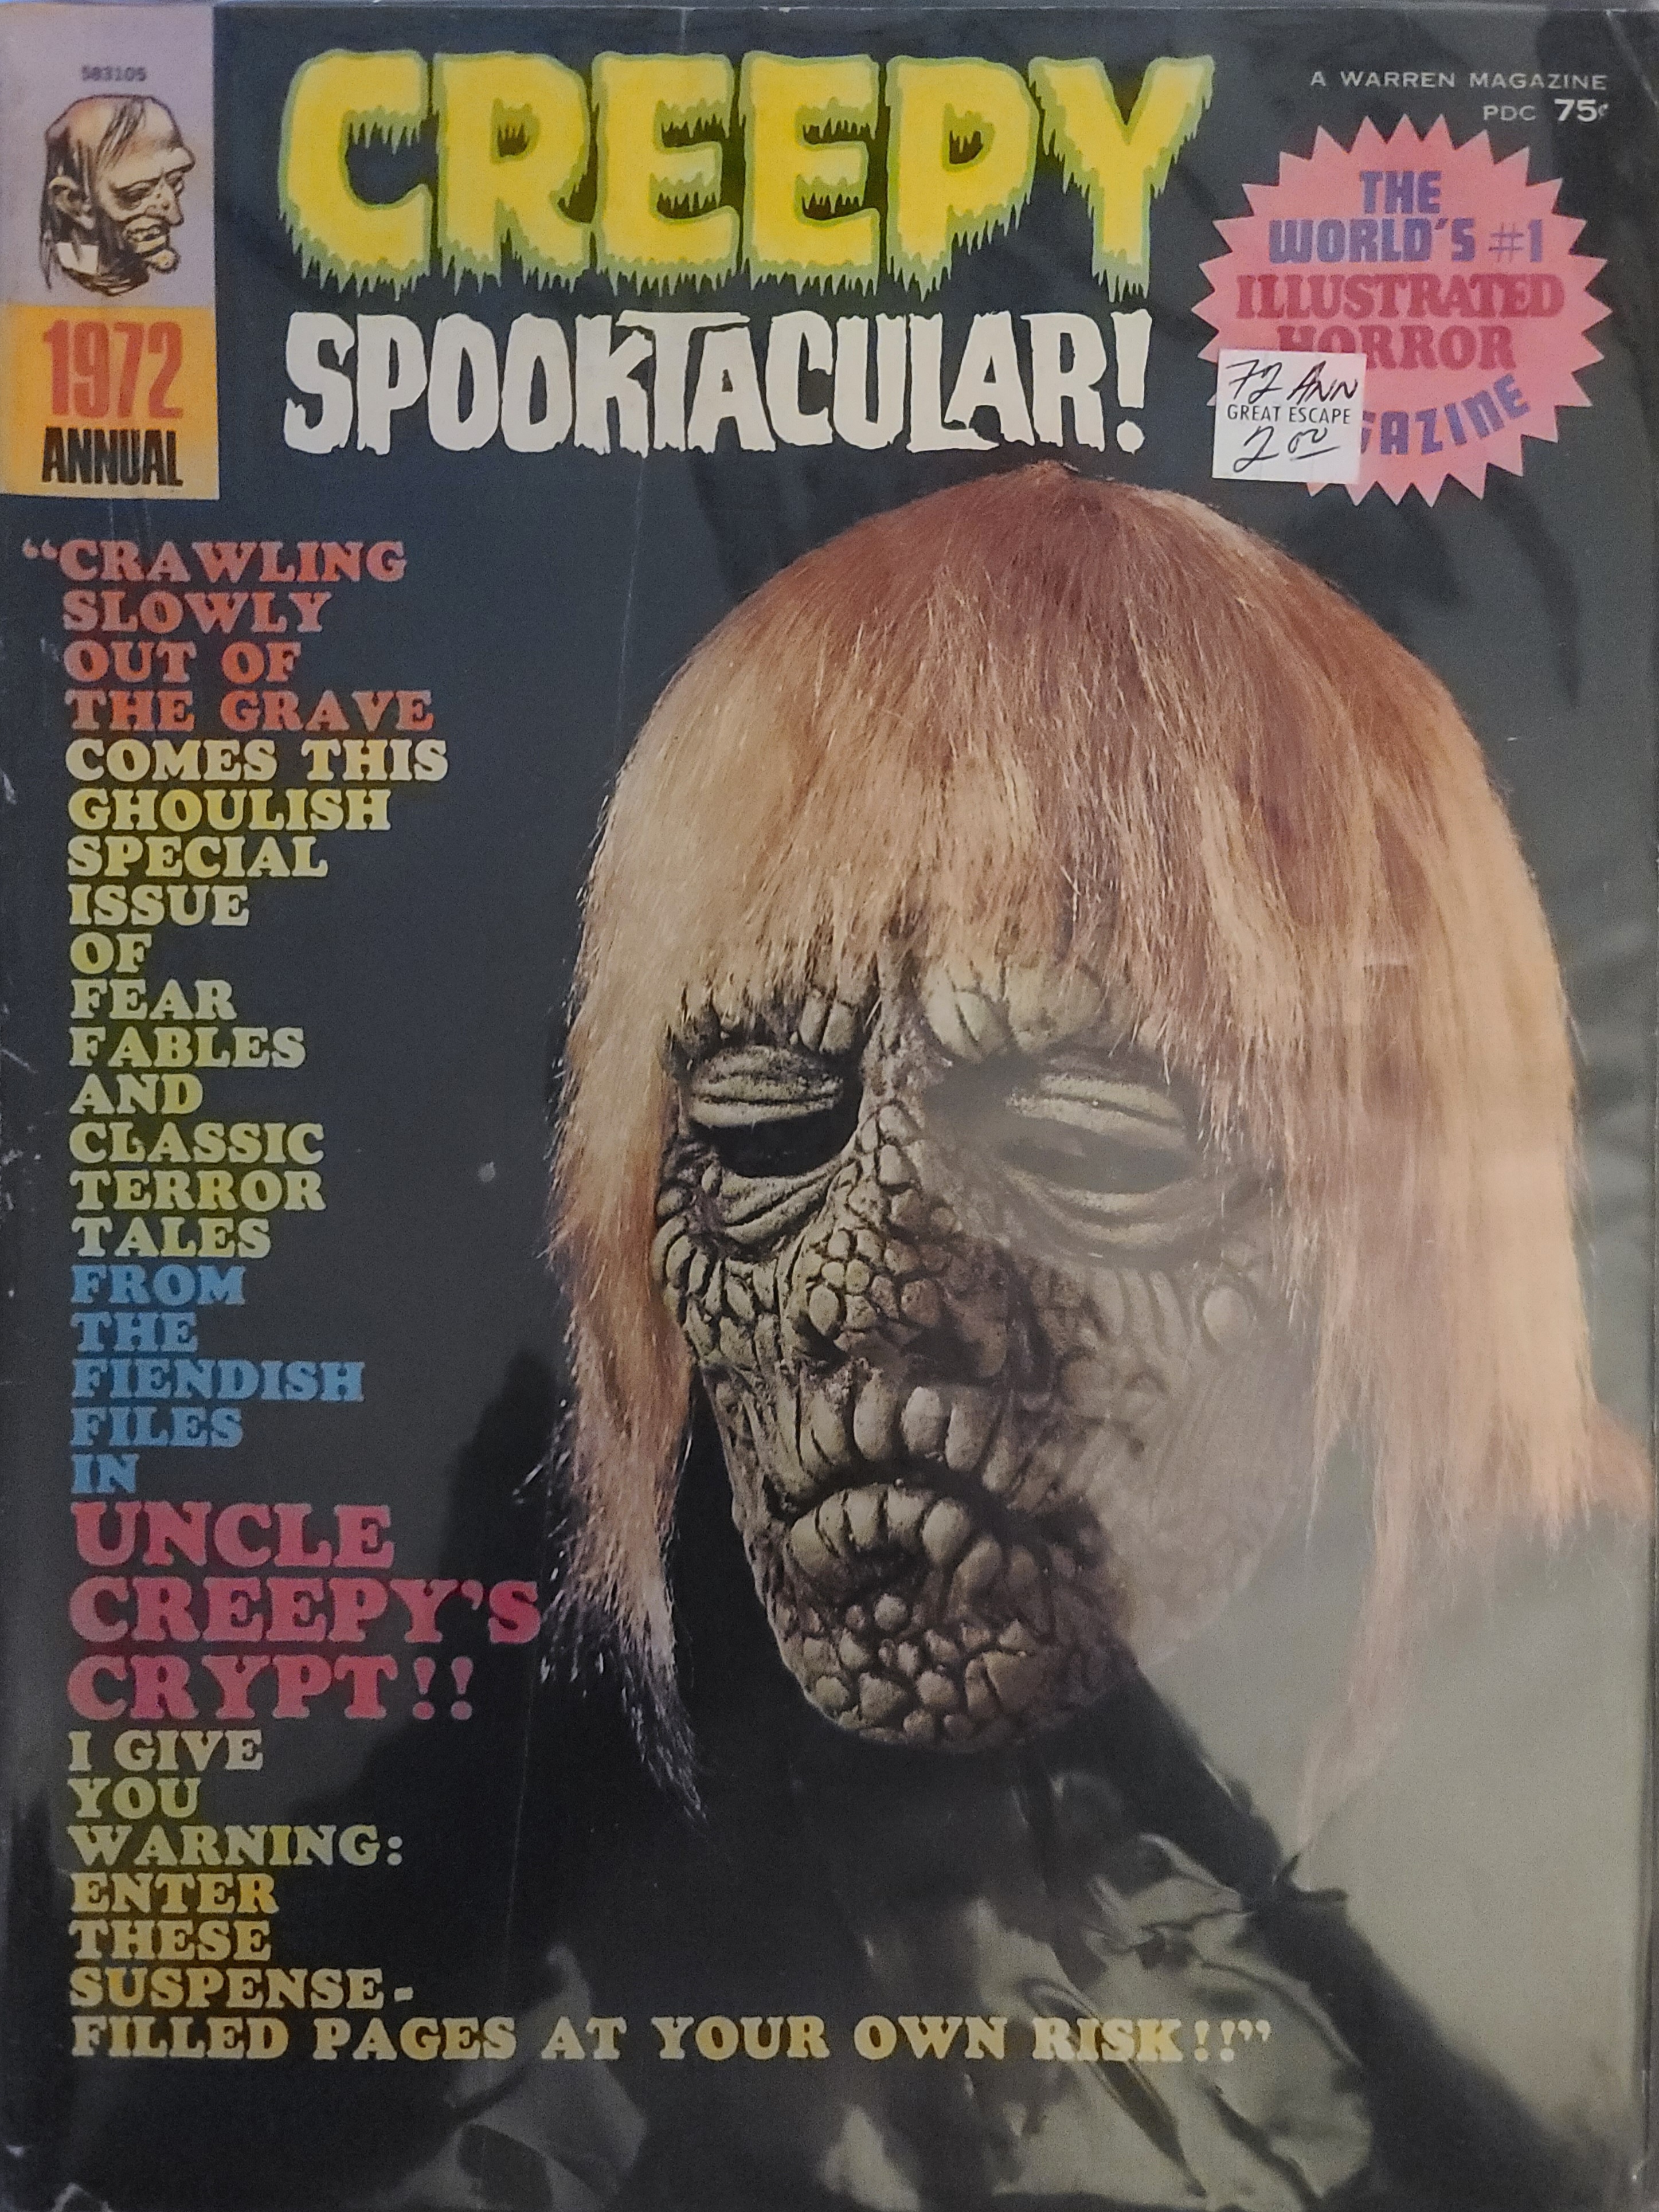 583105
1972
ANNUAL
CREEPY
SPOOKTACULAR!
A WARREN MAGAZINE
PDC 75¢
THE
WORLD'S #1
ILLUSTRATED
HORROR
72 ANN
GREAT ESCAPE
2.00
“CRAWLING
SLOWLY
OUT OF
THE GRAVE
COMES THIS
GHOULISH
SPECIAL
ISSUE
OF
FEAR
FABLES
AND
CLASSIC
TERROR
TALES
FROM
THE
FIENDISH
FILES
IN
UNCLE
CREEPY'S
CRYPT!!
I GIVE
YOU
WARNING:
ENTER
THESE
SUSPENSE-
FILLED PAGES AT YOUR OWN RISK!!”